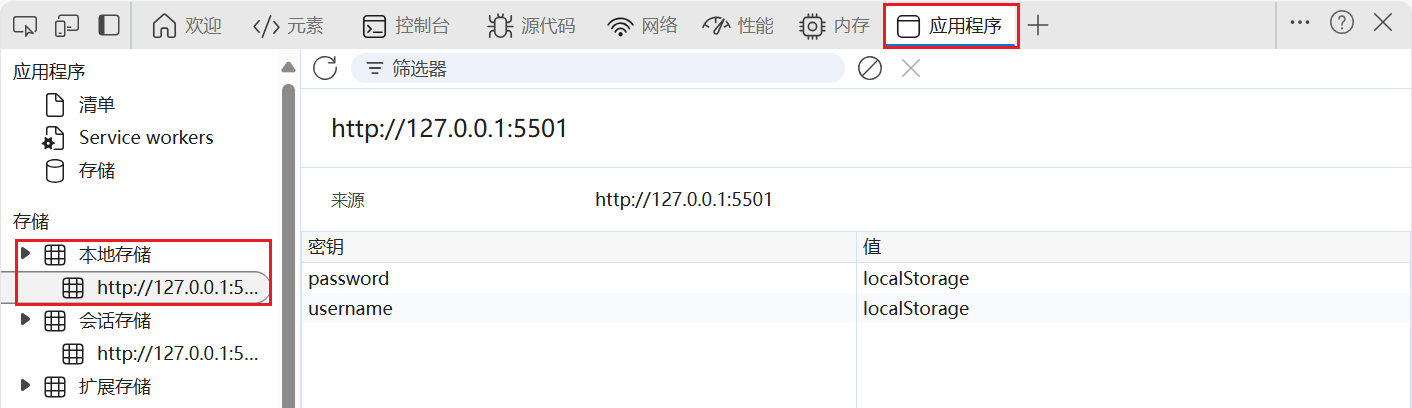 欢迎 元素 控制台 源代码 网络 性能 内存 应用程序
应用程序
筛选器
清单
Service workers
存储
http://127.0.0.1:5501
来源 http://127.0.0.1:5501
存储
本地存储
http://127.0.0.1:5...
会话存储
http://127.0.0.1:5...
扩展存储
密钥 值
password localStorage
username localStorage